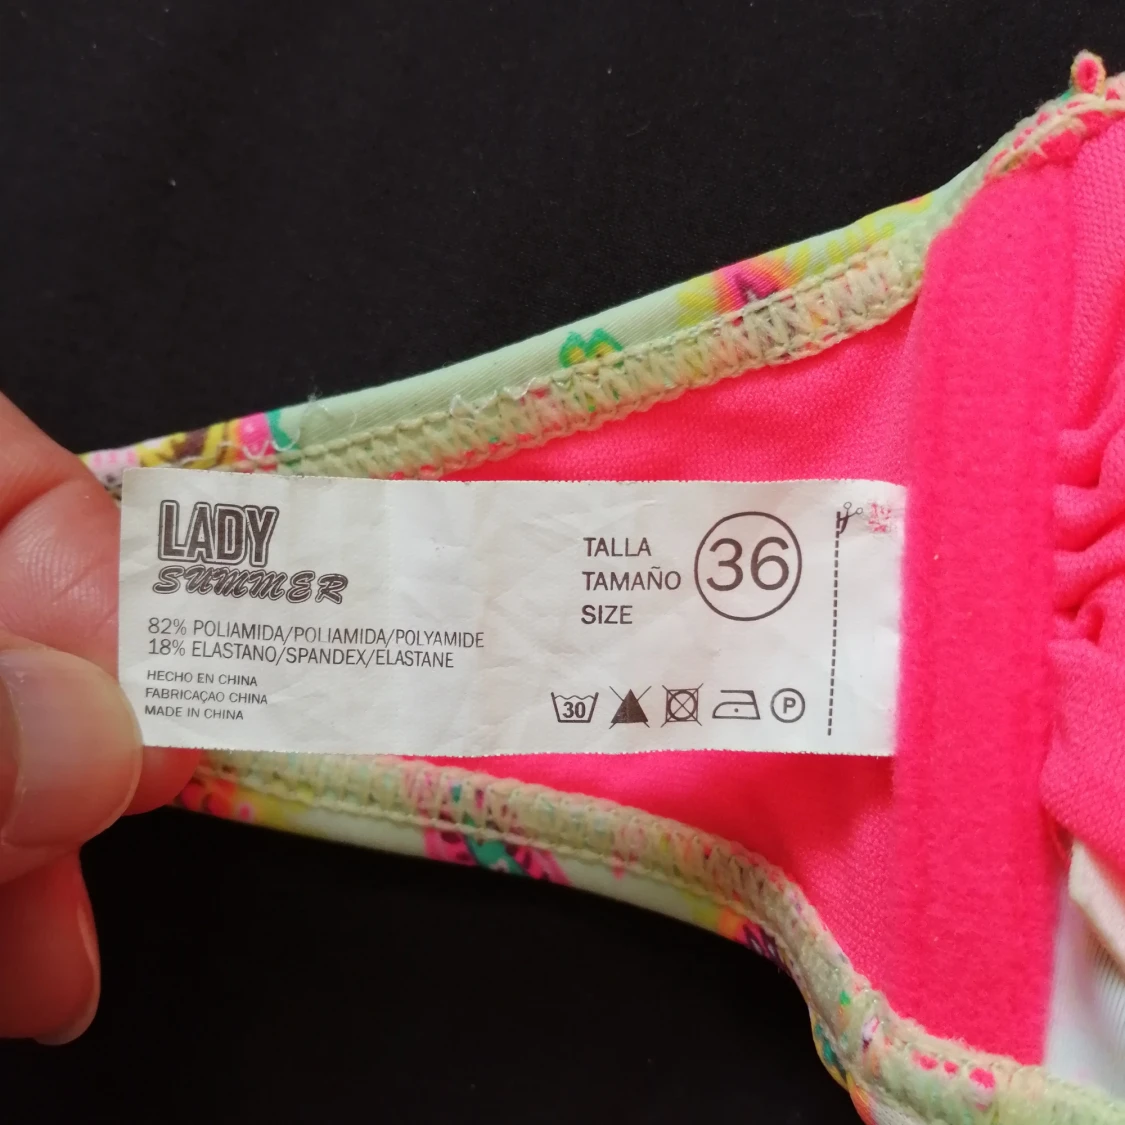 LADY
SUMMER
82% POLIAMIDA/POLIAMIDA/POLYAMIDE
18% ELASTANO/SPANDEX/ELASTANE
HECHO EN CHINA
FABRICAÇAO CHINA
MADE IN CHINA
TALLA
TAMAÑO
SIZE
36
30
P